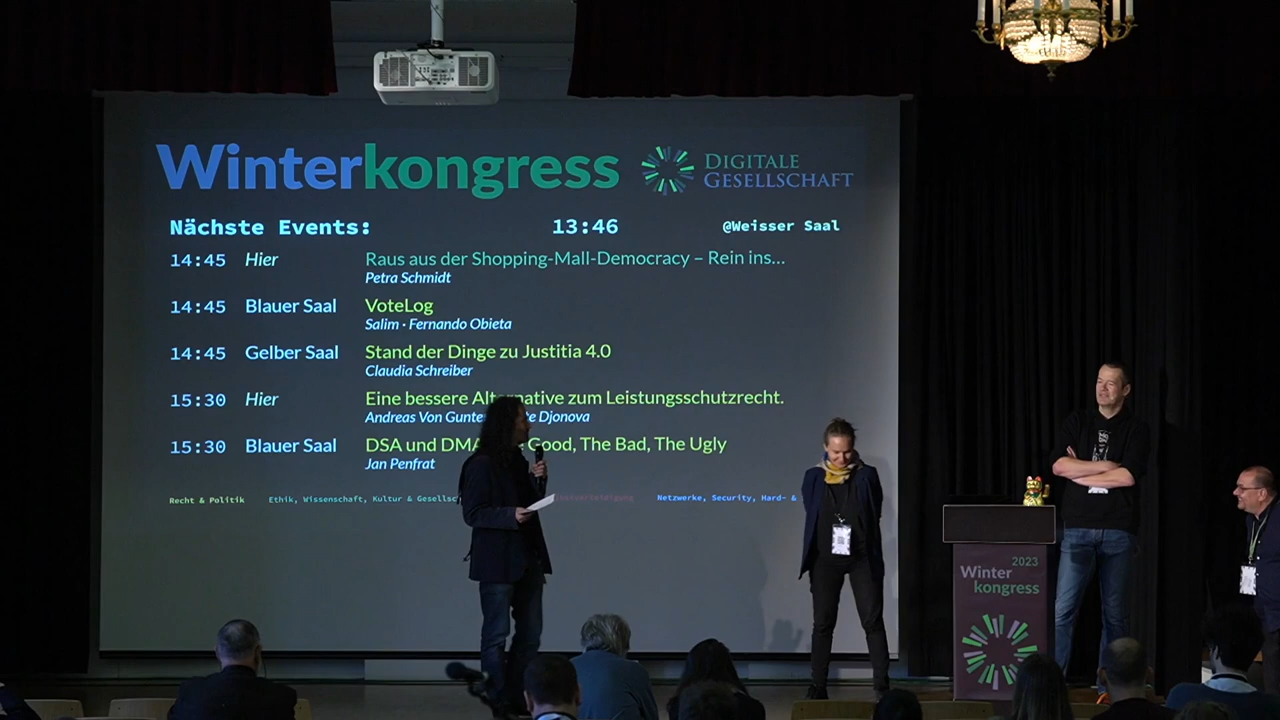 Winterkongress
DIGITALE
GESELLSCHAFT
Nächste Events: 13:46 @Weisser Saal
14:45 Hier Raus aus der Shopping-Mall-Democracy – Rein ins...
Petra Schmidt
14:45 Blauer Saal VoteLog
Salim · Fernando Obieta
14:45 Gelber Saal Stand der Dinge zu Justitia 4.0
Claudia Schreiber
15:30 Hier Eine bessere Alternative zum Leistungsschutzrecht.
Andreas Von Gunte Djonova
15:30 Blauer Saal DSA und DMA Good, The Bad, The Ugly
Jan Penfrat
Recht & Politik Ethik, Wissenschaft, Kultur & Gesellsc Netzwerke, Security, Hard- &
2023
Winter
kongress